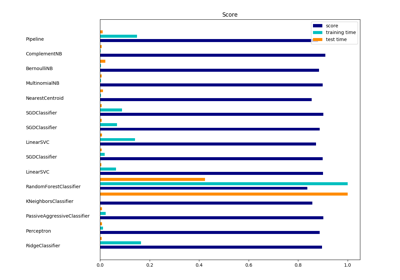 Score
score
training time
test time
Pipeline
ComplementNB
BernoulliNB
MultinomialNB
NearestCentroid
SGDClassifier
SGDClassifier
LinearSVC
SGDClassifier
LinearSVC
RandomForestClassifier
KNeighborsClassifier
PassiveAggressiveClassifier
Perceptron
RidgeClassifier
0.0 0.2 0.4 0.6 0.8 1.0